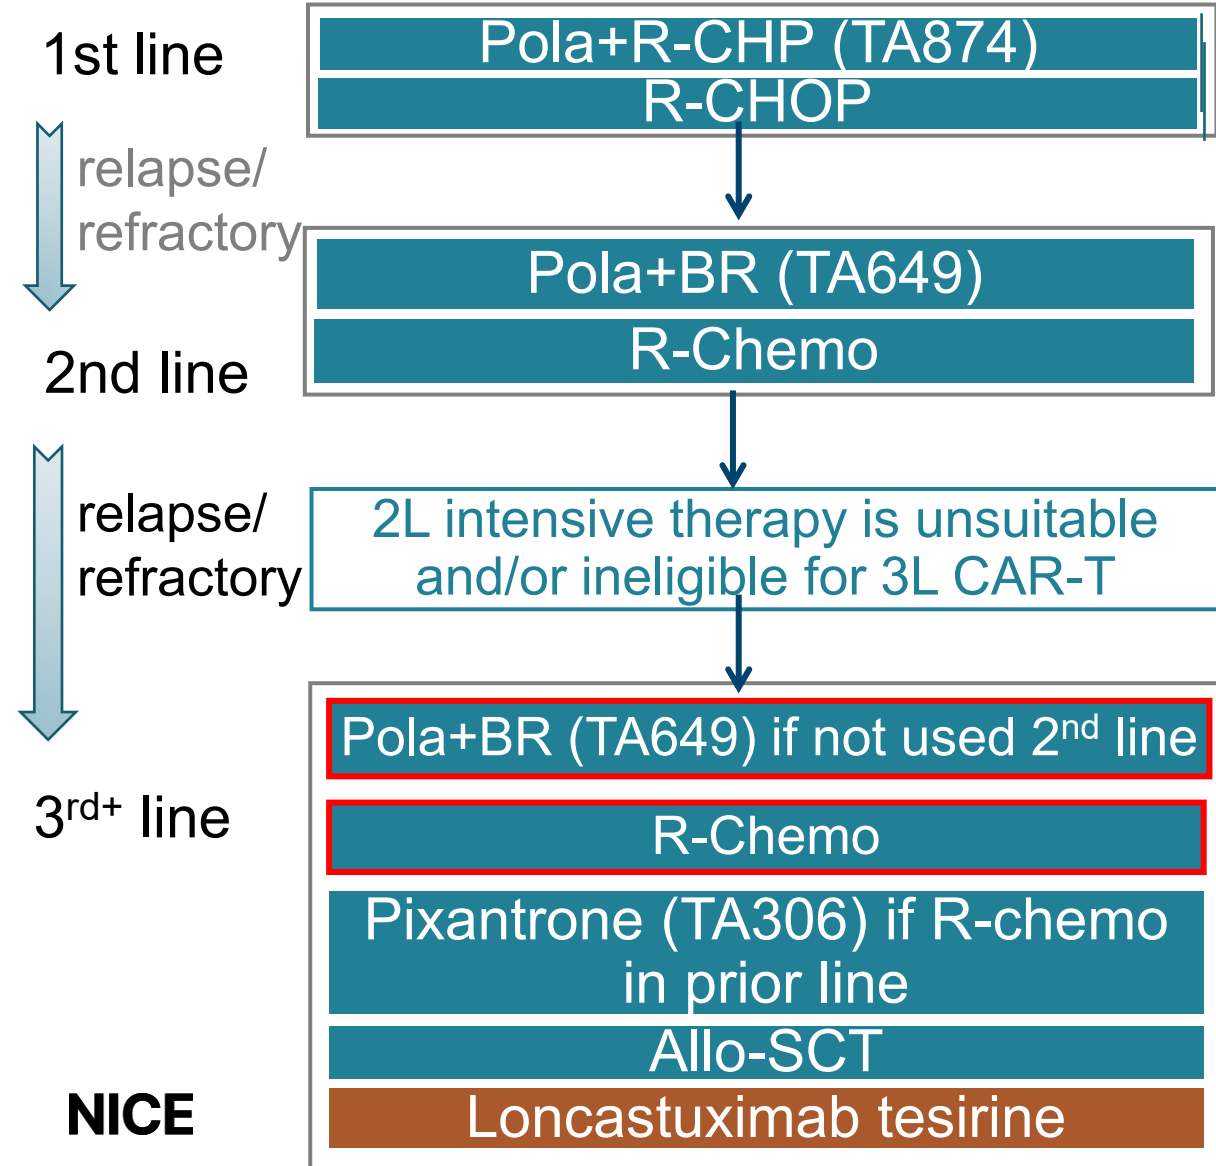 1st line
Pola+R-CHP (TA874)
R-CHOP
relapse/
refractory
Pola+BR (TA649)
R-Chemo
2nd line
relapse/
refractory
2L intensive therapy is unsuitable
and/or ineligible for 3L CAR-T
Pola+BR (TA649) if not used 2nd line
3rd+ line
R-Chemo
Pixantrone (TA306) if R-chemo
in prior line
Allo-SCT
Loncastuximab tesirine
NICE